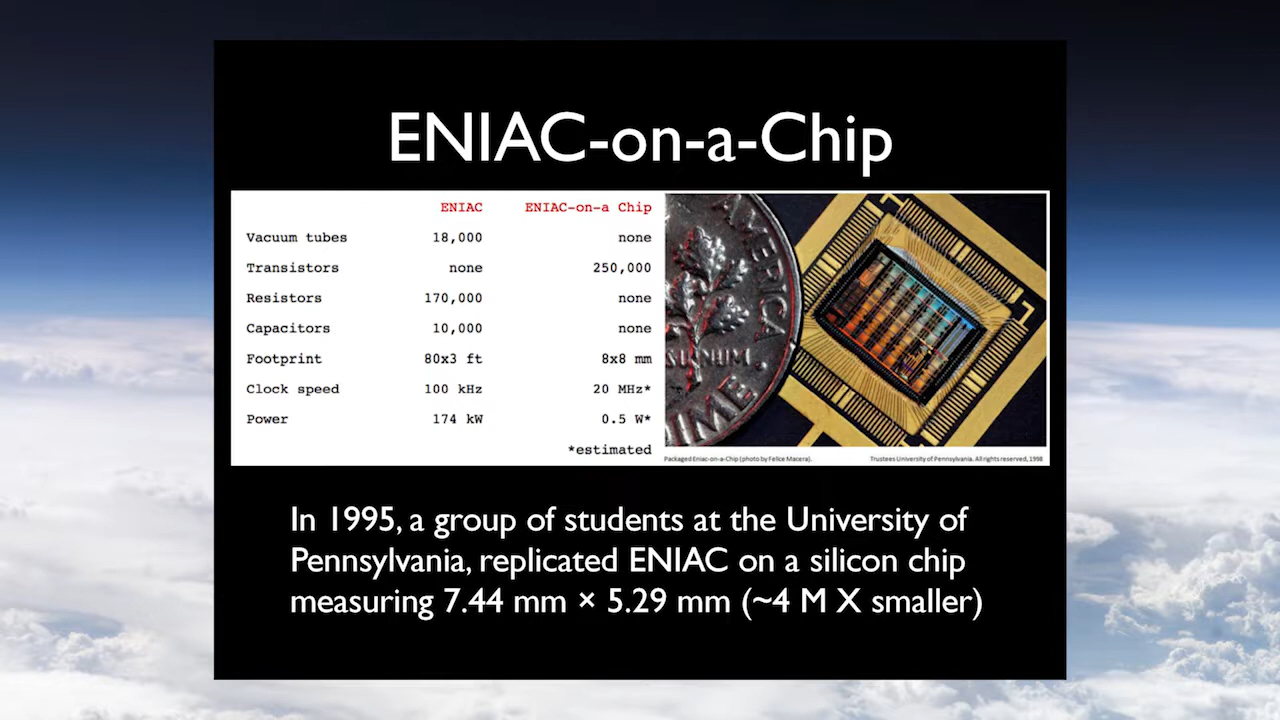 ENIAC-on-a-Chip
ENIAC ENIAC-on-a Chip
Vacuum tubes 18,000 none
Transistors none 250,000
Resistors 170,000 none
Capacitors 10,000 none
Footprint 80x3 ft 8x8 mm
Clock speed 100 kHz 20 MHz*
Power 174 kW 0.5 W*
*estimated
AMERICA
DIME
Packaged Eniac-on-a-Chip (photo by Felice Macera).
Trustees University of Pennsylvania. All rights reserved, 1998
In 1995, a group of students at the University of
Pennsylvania, replicated ENIAC on a silicon chip
measuring 7.44 mm × 5.29 mm (~4 M X smaller)